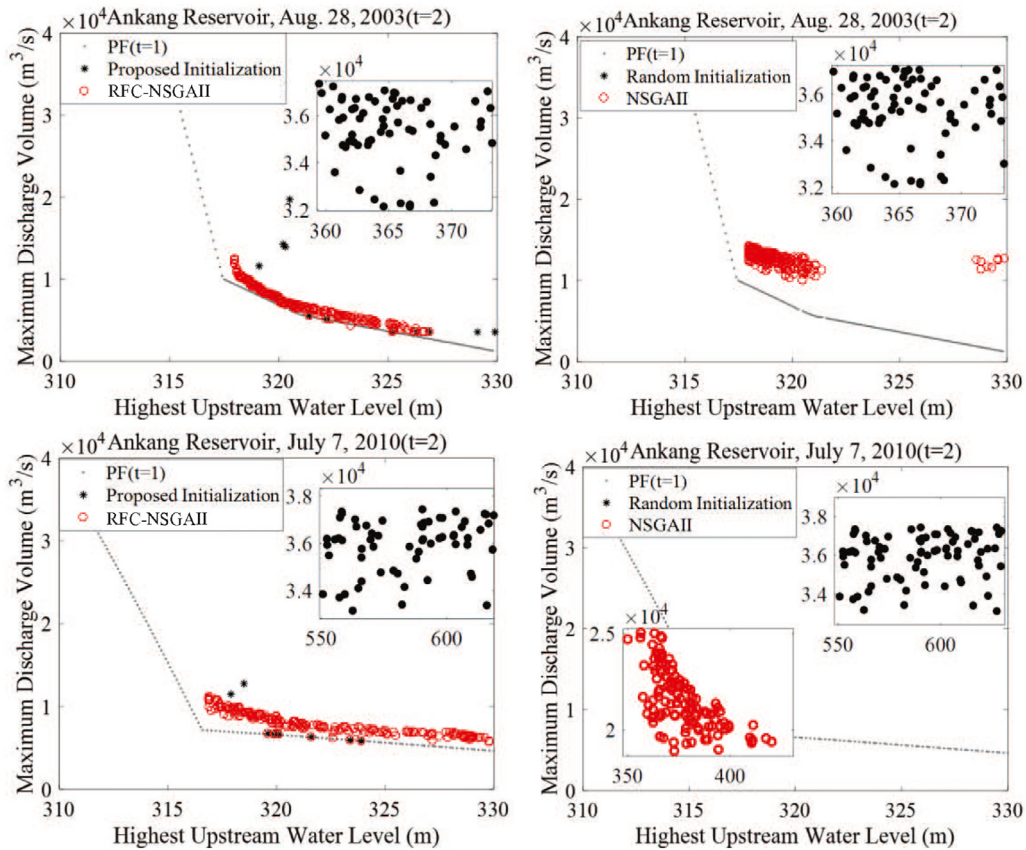 ×10⁴ Ankang Reservoir, Aug. 28, 2003(t=2)
Maximum Discharge Volume (m³/s)
4
3
2
1
0
PF(t=1)
Proposed Initialization
RFC-NSGAII
×10⁴
3.6
3.4
3.2
360 365 370
310 315 320 325 330
Highest Upstream Water Level (m)
×10⁴ Ankang Reservoir, Aug. 28, 2003(t=2)
Maximum Discharge Volume (m³/s)
4
3
2
1
0
PF(t=1)
Random Initialization
NSGAII
×10⁴
3.6
3.4
3.2
360 365 370
310 315 320 325 330
Highest Upstream Water Level (m)
×10⁴ Ankang Reservoir, July 7, 2010(t=2)
Maximum Discharge Volume (m³/s)
4
3
2
1
0
PF(t=1)
Proposed Initialization
RFC-NSGAII
×10⁴
3.8
3.6
3.4
550 600
310 315 320 325 330
Highest Upstream Water Level (m)
×10⁴ Ankang Reservoir, July 7, 2010(t=2)
Maximum Discharge Volume (m³/s)
4
3
2
1
0
PF(t=1)
Random Initialization
NSGAII
×10⁴
3.8
3.6
3.4
550 600
×10⁴
2.5
2
350 400
310 315 320 325 330
Highest Upstream Water Level (m)